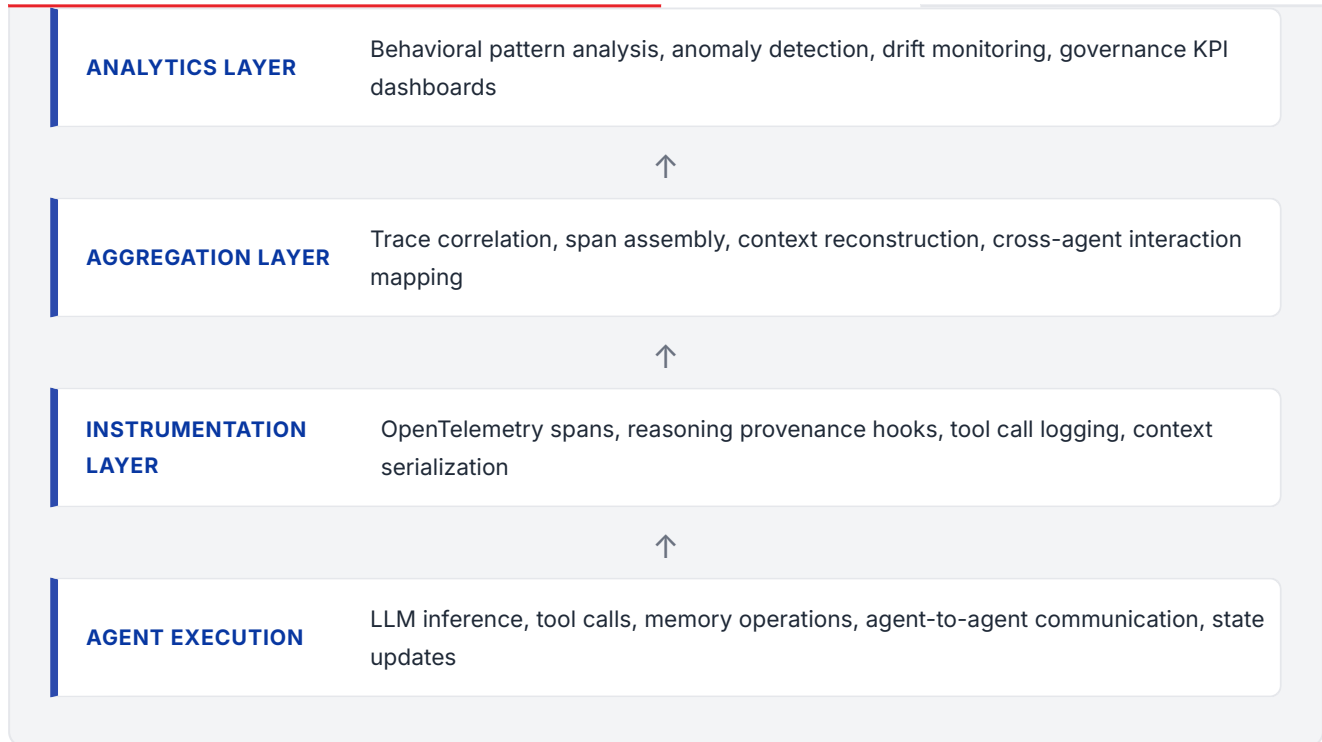 ANALYTICS LAYER
Behavioral pattern analysis, anomaly detection, drift monitoring, governance KPI
dashboards
↑
AGGREGATION LAYER
Trace correlation, span assembly, context reconstruction, cross-agent interaction
mapping
↑
INSTRUMENTATION
LAYER
OpenTelemetry spans, reasoning provenance hooks, tool call logging, context
serialization
↑
AGENT EXECUTION
LLM inference, tool calls, memory operations, agent-to-agent communication, state
updates